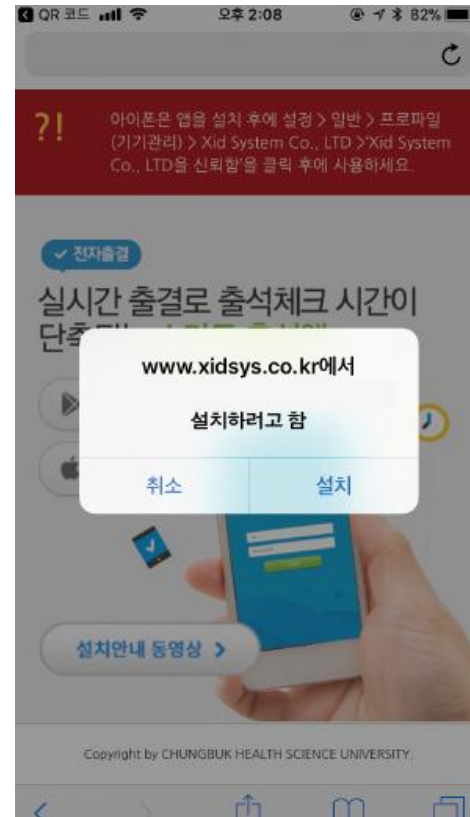 QR 코드 오후 2:08 82%
?! 아이폰은 앱을 설치 후에 설정 > 일반 > 프로파일
(기기관리) > Xid System Co., LTD >'Xid System
Co., LTD을 신뢰함'을 클릭 후에 사용하세요.
전자출결
실시간 출결로 출석체크 시간이
www.xidsys.co.kr에서
설치하려고 함
취소 설치
설치안내 동영상
Copyright by CHUNGBUK HEALTH SCIENCE UNIVERSITY.